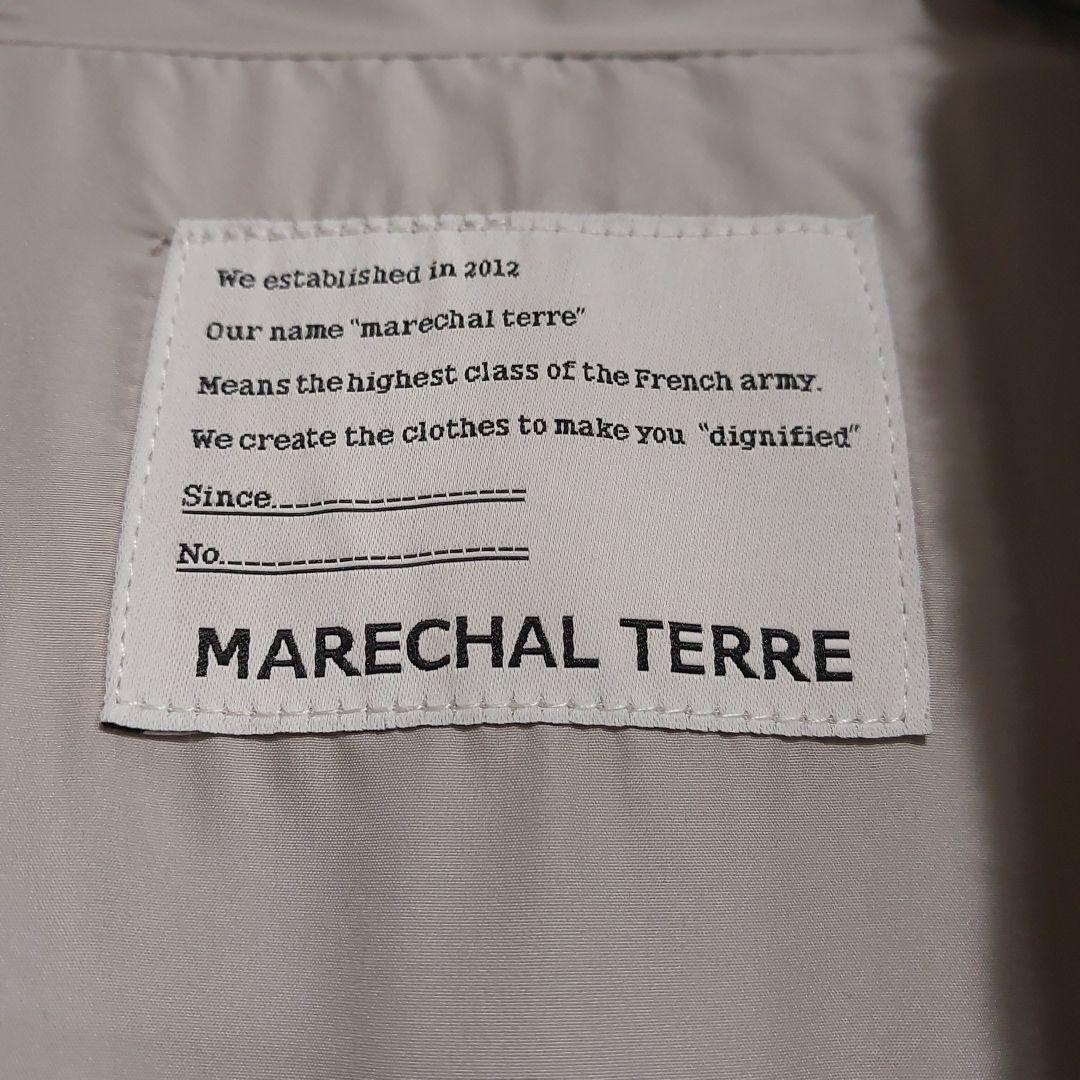 We established in 2012
Our name "marechal terre"
Means the highest class of the French army.
We create the clothes to make you "dignified"
Since
No.
MARECHAL TERRE